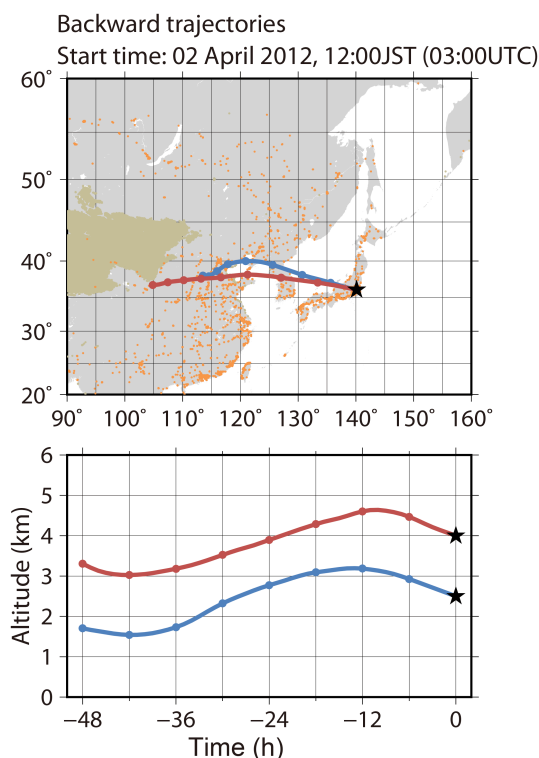 Backward trajectories
Start time: 02 April 2012, 12:00JST (03:00UTC)
60°
50°
40°
30°
20°
90° 100° 110° 120° 130° 140° 150° 160°
6
5
4
3
2
1
0
Altitude (km)
−48 −36 −24 −12 0
Time (h)